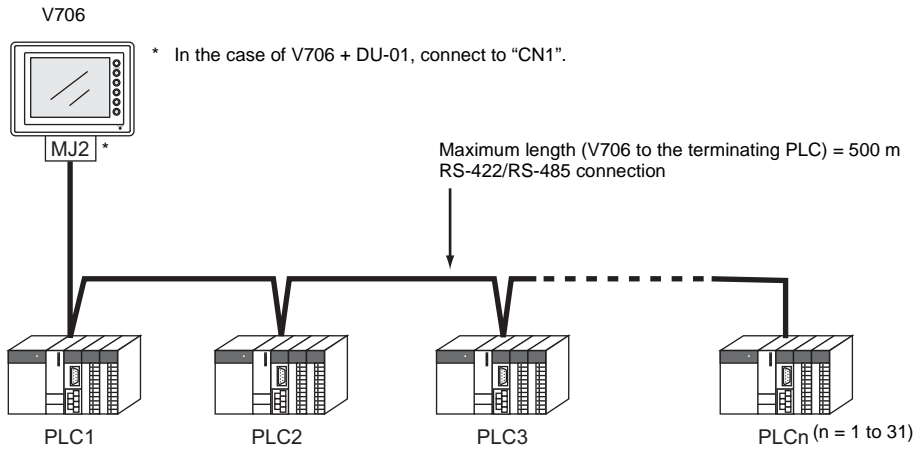 V706
* In the case of V706 + DU-01, connect to “CN1”.
MJ2 *
Maximum length (V706 to the terminating PLC) = 500 m
RS-422/RS-485 connection
PLC1
PLC2
PLC3
PLCn (n = 1 to 31)